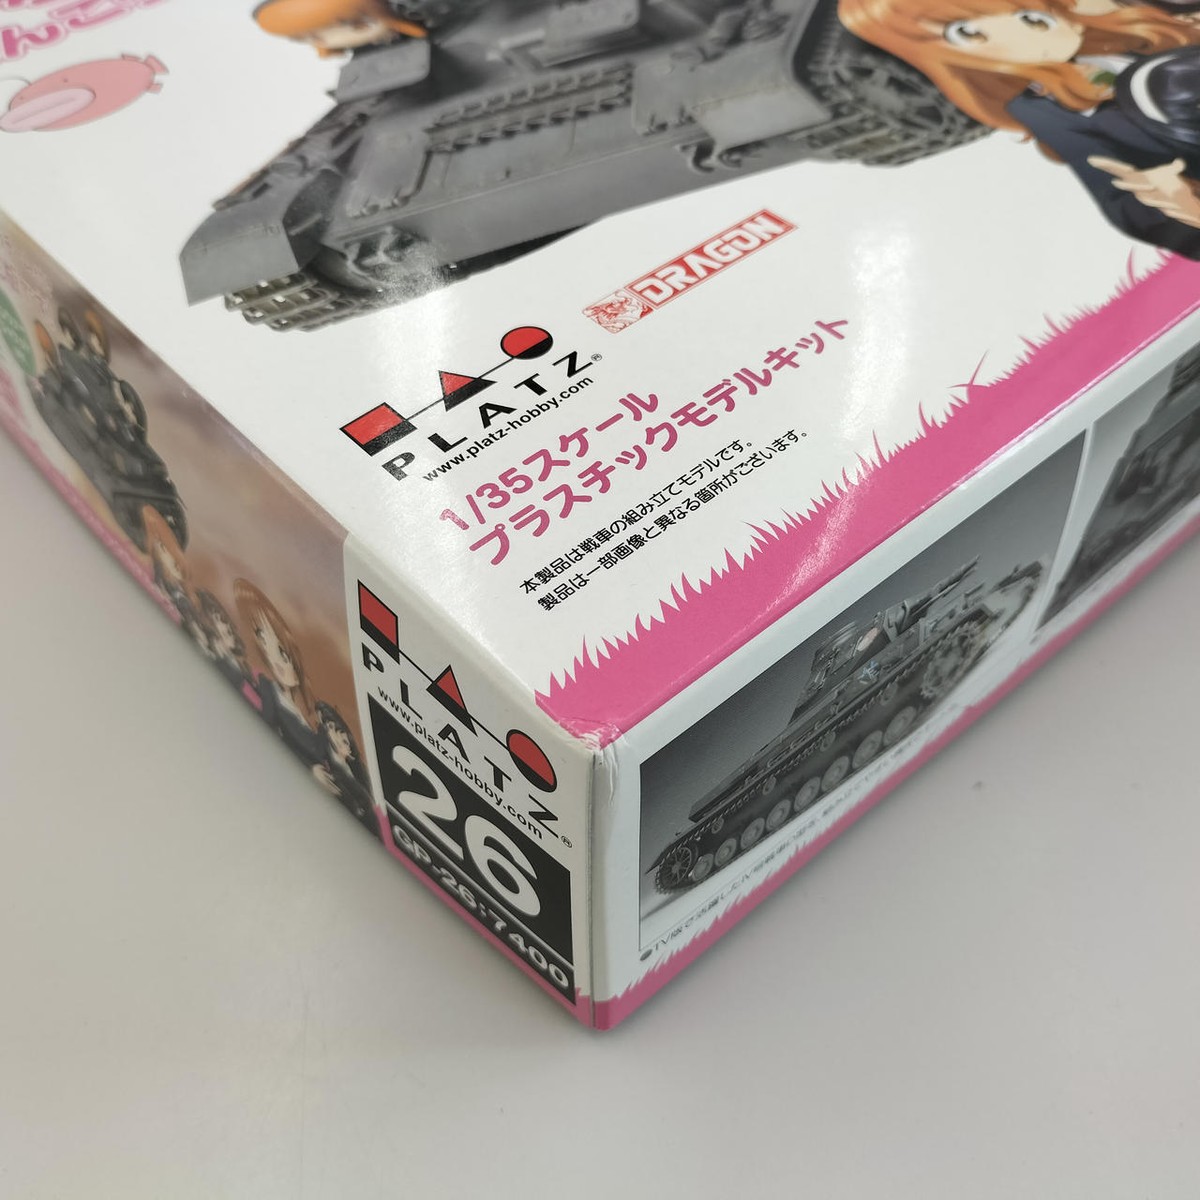 んこ
DRAGON
PLATZ®
www.platz-hobby.com
1/35スケール
プラスチックモデルキット
本製品は戦車の組み立てモデルです。
製品は一部画像と異なる箇所がございます。
PLATZ®
www.platz-hobby.com
26
GP-26:7400